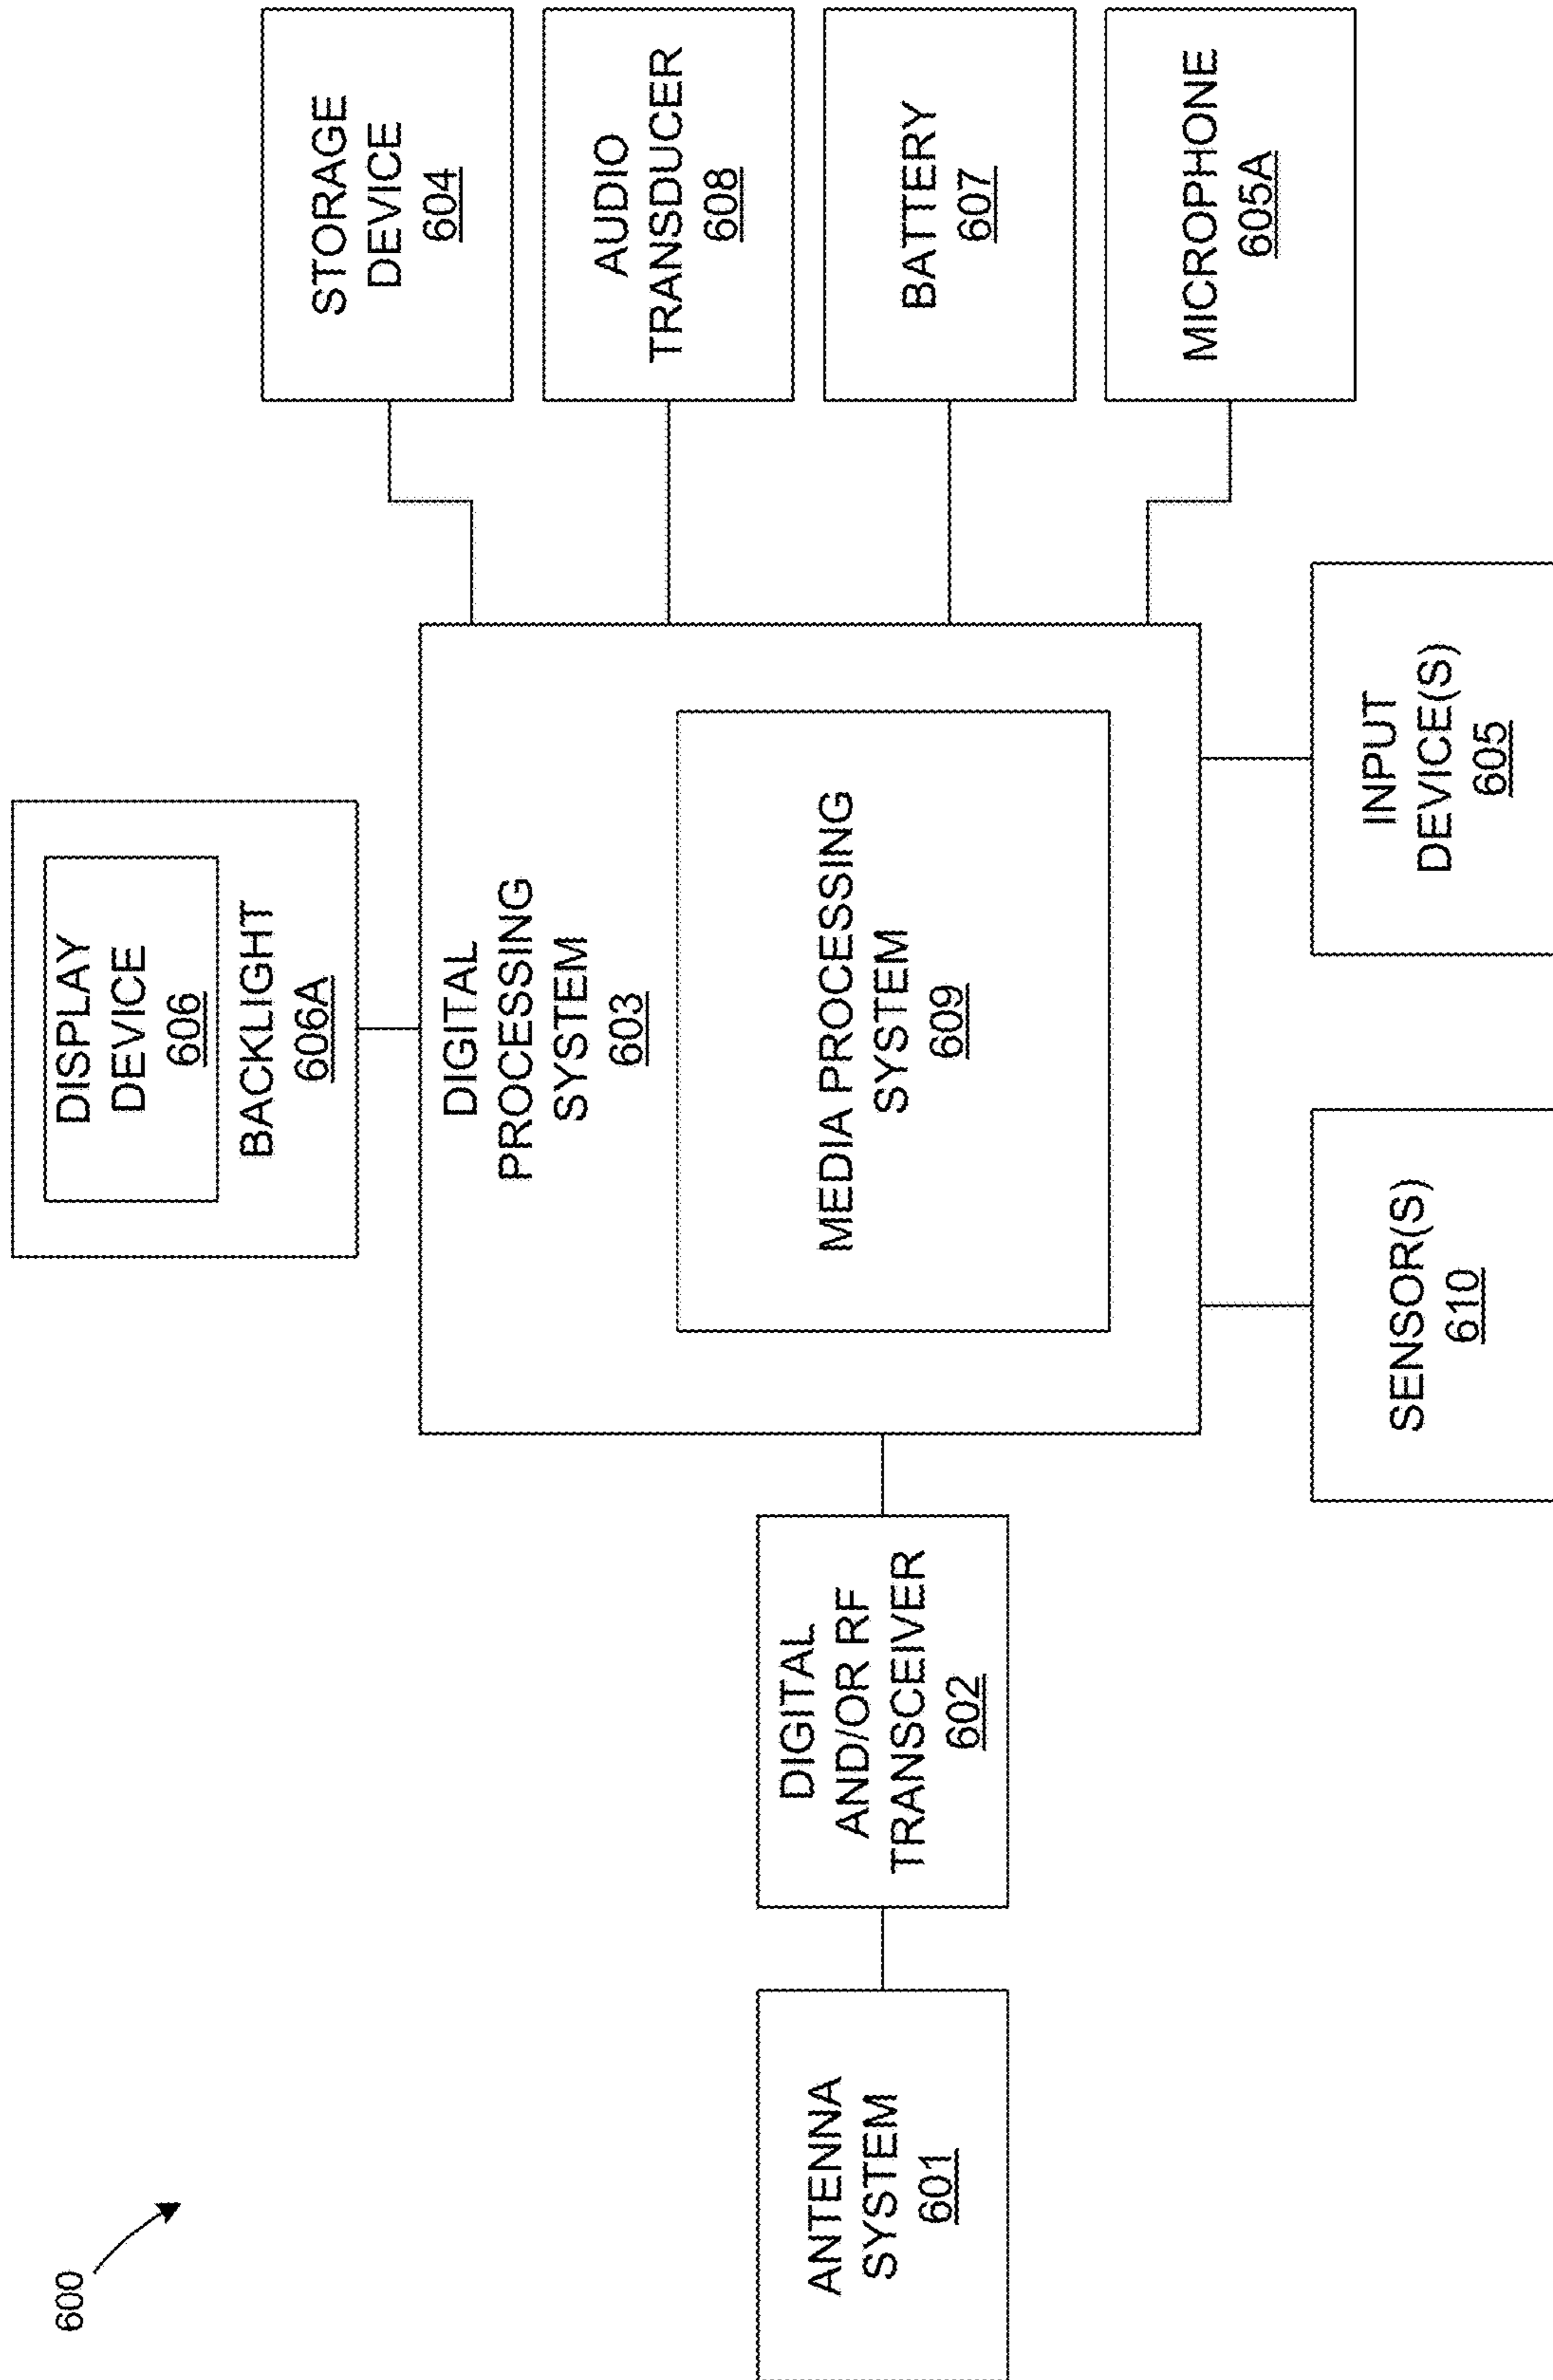 600
DISPLAY
DEVICE
606
BACKLIGHT
606A
STORAGE
DEVICE
604
DIGITAL
PROCESSING
SYSTEM
603
AUDIO
TRANSDUCER
608
ANTENNA
SYSTEM
601
DIGITAL
AND/OR RF
TRANSCEIVER
602
MEDIA PROCESSING
SYSTEM
609
BATTERY
607
MICROPHONE
605A
SENSOR(S)
610
INPUT
DEVICE(S)
605